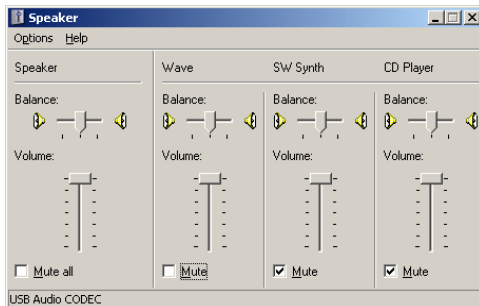 Speaker
Options Help
Speaker Wave SW Synth CD Player
Balance: Balance: Balance: Balance:
Volume: Volume: Volume: Volume:
Mute all Mute Mute Mute
USB Audio CODEC